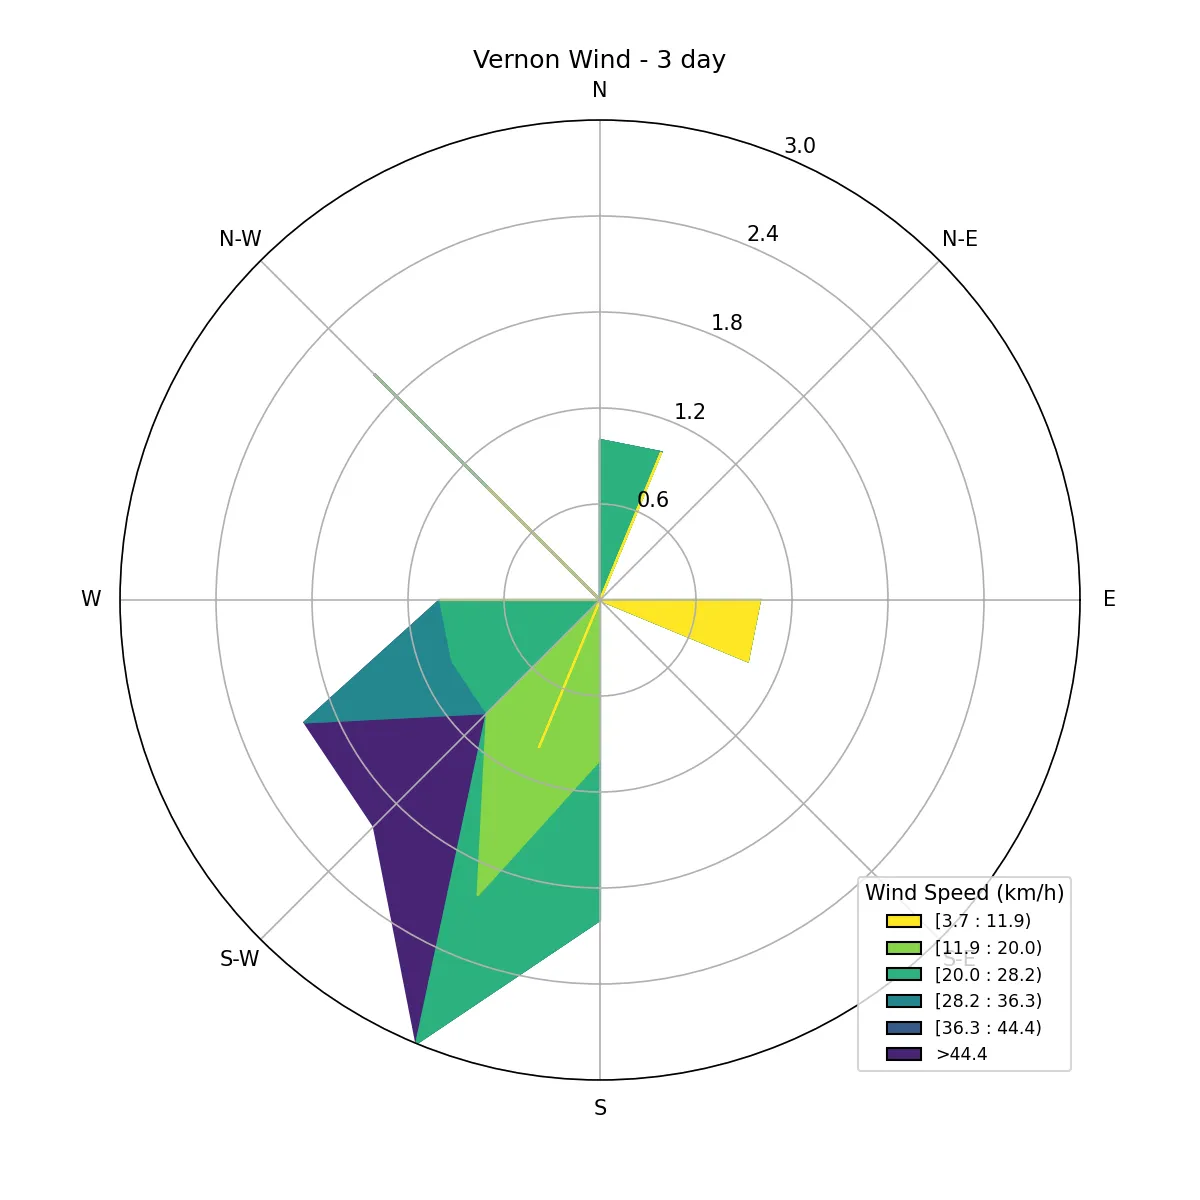 Vernon Wind - 3 day
N
3.0
N-W
2.4
N-E
1.8
1.2
0.6
W
E
Wind Speed (km/h)
[3.7 : 11.9)
[11.9 : 20.0)
S-W
S-E
[20.0 : 28.2)
[28.2 : 36.3)
[36.3 : 44.4)
>44.4
S